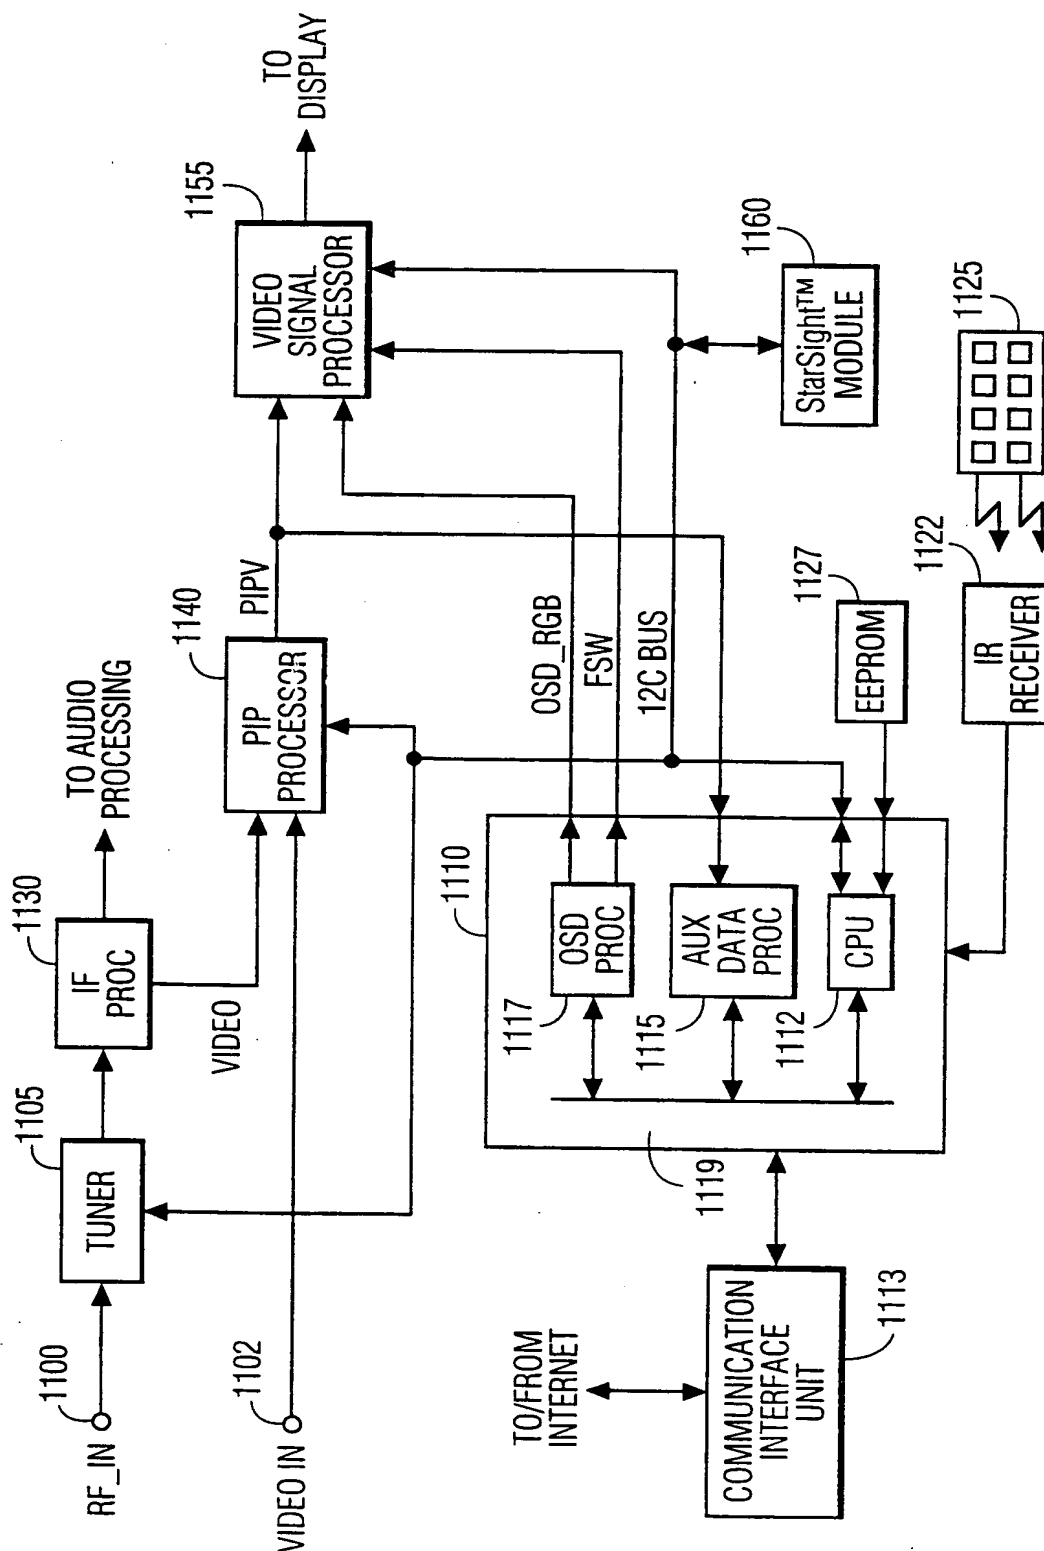 RF_IN
1100
TUNER
1105
IF
PROC
1130
TO AUDIO
PROCESSING
VIDEO
VIDEO IN
1102
PIP
PROCESSOR
1140
PIPV
VIDEO
SIGNAL
PROCESSOR
1155
TO
DISPLAY
OSD_RGB
FSW
12C BUS
1110
OSD
PROC
1117
AUX
DATA
PROC
1115
CPU
1112
1119
StarSight™
MODULE
1160
EEPROM
1127
IR
RECEIVER
1122
1125
TO/FROM
INTERNET
COMMUNICATION
INTERFACE
UNIT
1113